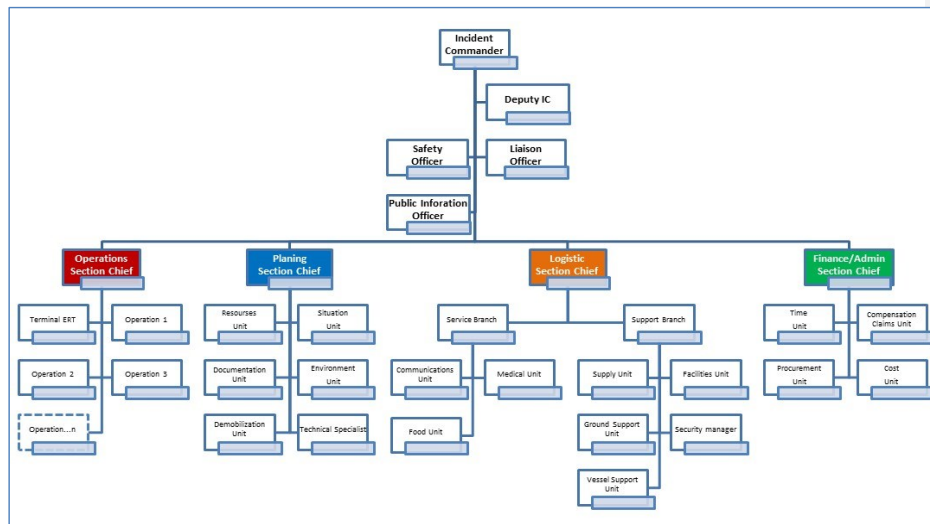 Incident
Commander
Deputy IC
Safety
Officer
Liaison
Officer
Public Inforation
Officer
Operations
Section Chief
Planing
Section Chief
Logistic
Section Chief
Finance/Admin
Section Chief
Terminal ERT
Operation 1
Resourses
Unit
Situation
Unit
Service Branch
Support Branch
Time
Unit
Compensation
Claims Unit
Operation 2
Operation 3
Documentation
Unit
Environment
Unit
Communications
Unit
Medical Unit
Supply Unit
Facilities Unit
Procurement
Unit
Cost
Unit
Operation...n
Demobilization
Unit
Technical Specialist
Food Unit
Ground Support
Unit
Security manager
Vessel Support
Unit